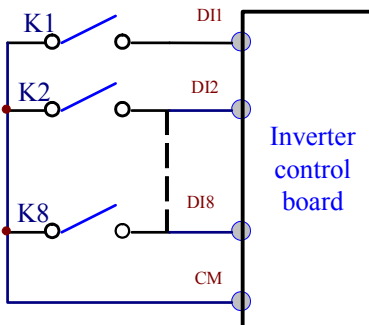 K1
DI1
K2
DI2
Inverter
control
board
K8
DI8
CM